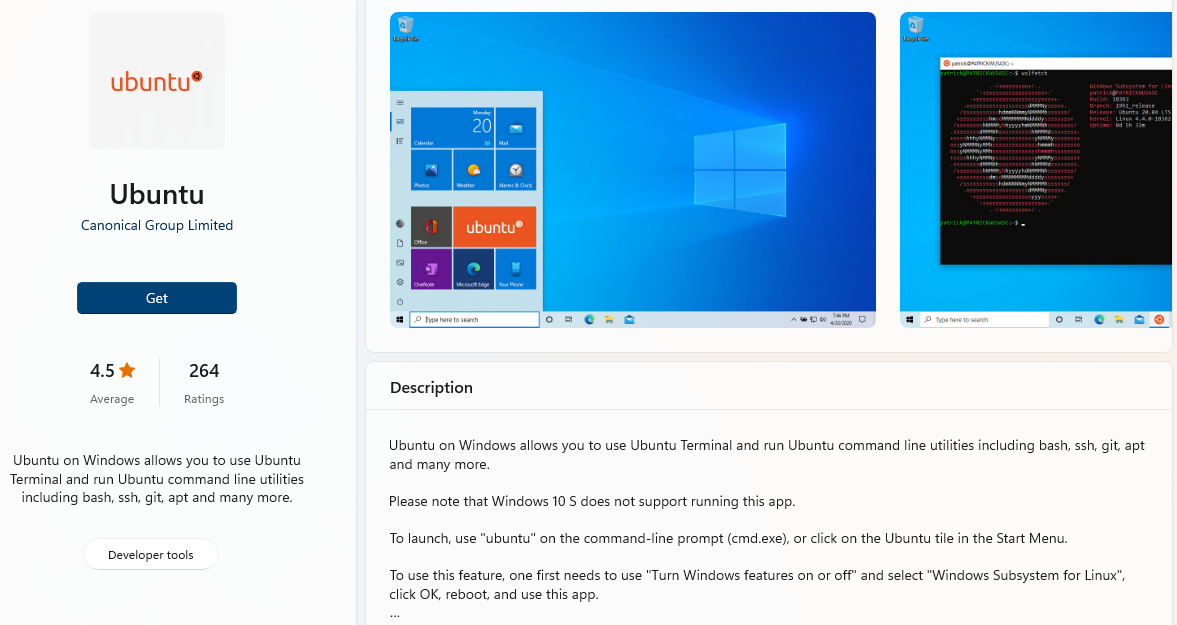 ubuntu
Ubuntu
Canonical Group Limited
Get
4.5
Average
264
Ratings
Ubuntu on Windows allows you to use Ubuntu
Terminal and run Ubuntu command line utilities
including bash, ssh, git, apt and many more.
Developer tools
Recycle Bin
Monday
20
Calendar
Mail
Photos
Weather
Alarms & Clock
Office
ubuntu
OneNote
Microsoft Edge
Your Phone
Type here to search
7:46 PM
4/20/2020
Recycle Bin
patrick@PATRICKWUSA5C: ~
patrick@PATRICKWUSA5C:~$ wslfetch
Windows Subsystem for Lin
patrick@PATRICKWUSA5C
Build: 18363
Branch: 19h1_release
Release: Ubuntu 20.04 LTS
Kernel: Linux 4.4.0-18362
Uptime: 0d 5h 32m
patrick@PATRICKWUSA5C:~$
Type here to search
Description
Ubuntu on Windows allows you to use Ubuntu Terminal and run Ubuntu command line utilities including bash, ssh, git, apt
and many more.
Please note that Windows 10 S does not support running this app.
To launch, use "ubuntu" on the command-line prompt (cmd.exe), or click on the Ubuntu tile in the Start Menu.
To use this feature, one first needs to use "Turn Windows features on or off" and select "Windows Subsystem for Linux",
click OK, reboot, and use this app.
...